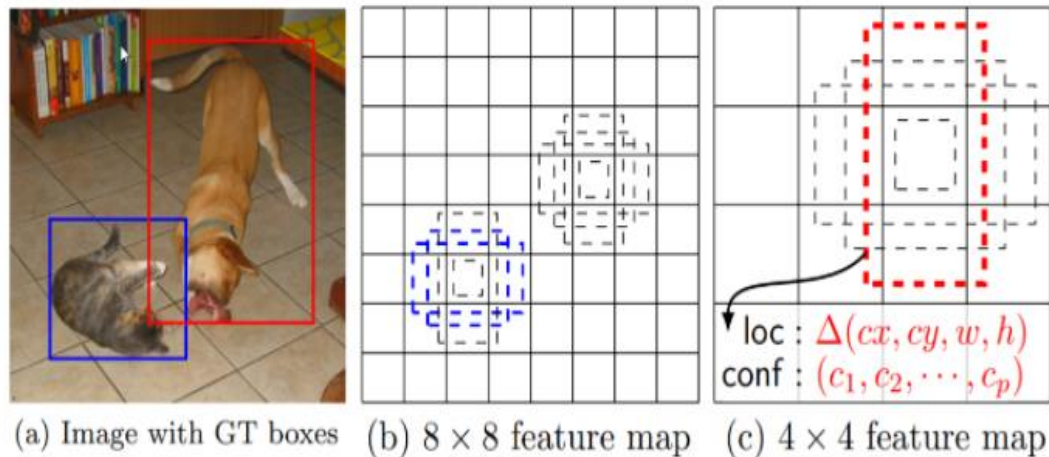 loc : Δ(cx, cy, w, h)
conf : (c₁, c₂, ⋯, cₚ)
(a) Image with GT boxes
(b) 8 × 8 feature map
(c) 4 × 4 feature map